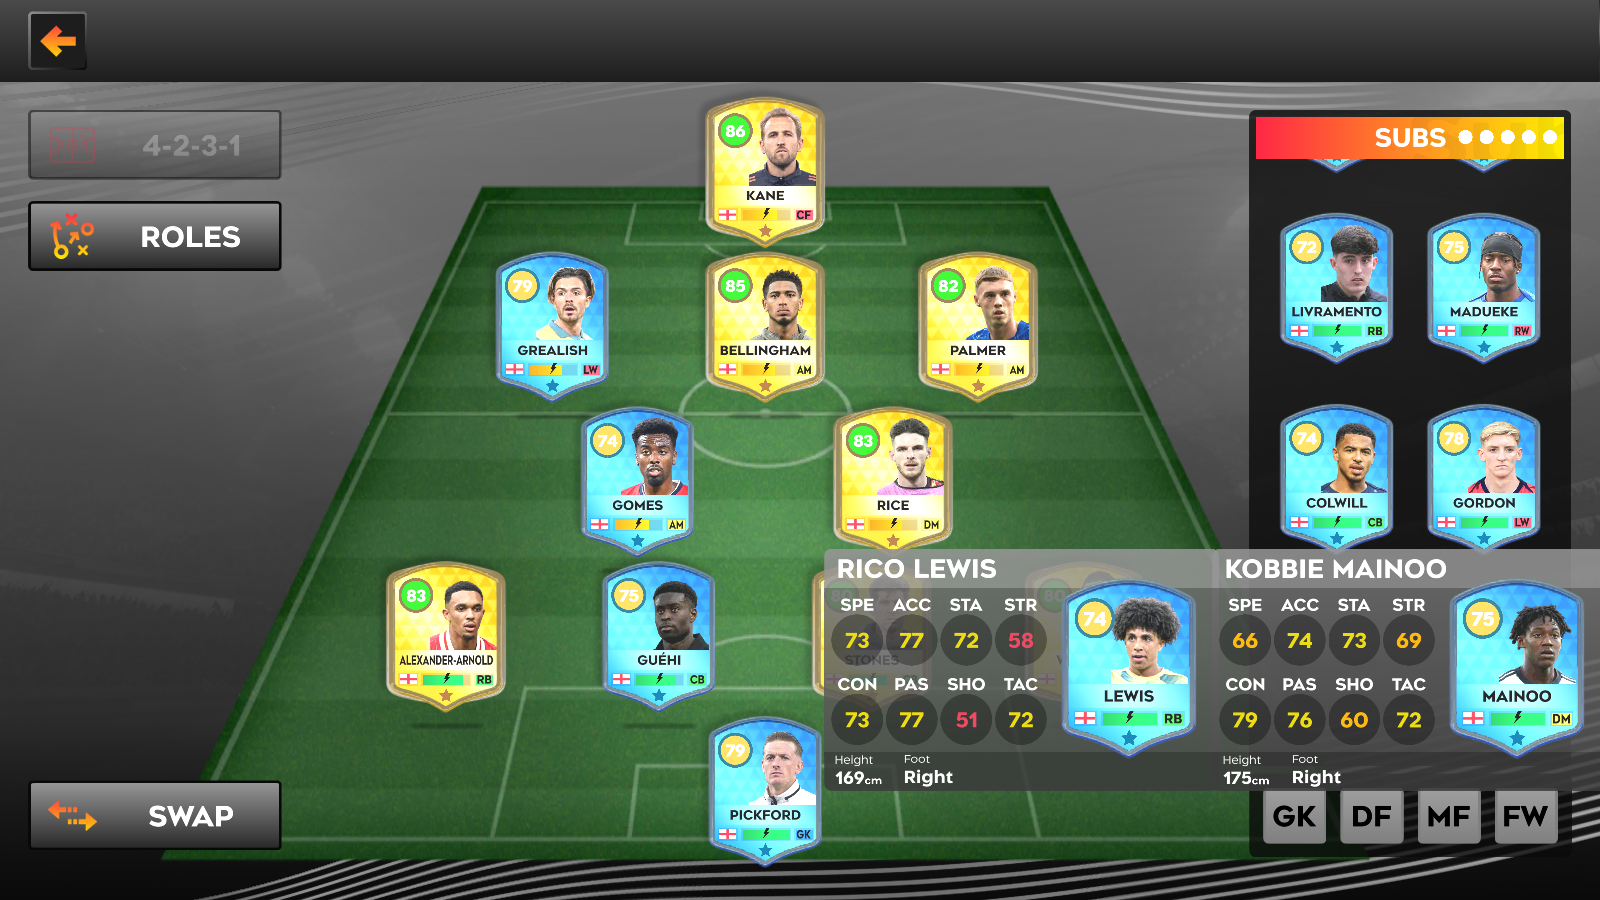 4-2-3-1
ROLES
SWAP
86
KANE
CF
79
GREALISH
LW
85
BELLINGHAM
AM
82
PALMER
AM
74
GOMES
AM
83
RICE
DM
83
ALEXANDER-ARNOLD
RB
75
GUÉHI
CB
80
STONES
80
79
PICKFORD
GK
SUBS
72
LIVRAMENTO
RB
75
MADUEKE
RW
74
COLWILL
CB
78
GORDON
LW
RICO LEWIS
SPE ACC STA STR
73 77 72 58
CON PAS SHO TAC
73 77 51 72
Height Foot
169cm Right
74
LEWIS
RB
KOBBIE MAINOO
SPE ACC STA STR
66 74 73 69
CON PAS SHO TAC
79 76 60 72
Height Foot
175cm Right
75
MAINOO
DM
GK DF MF FW